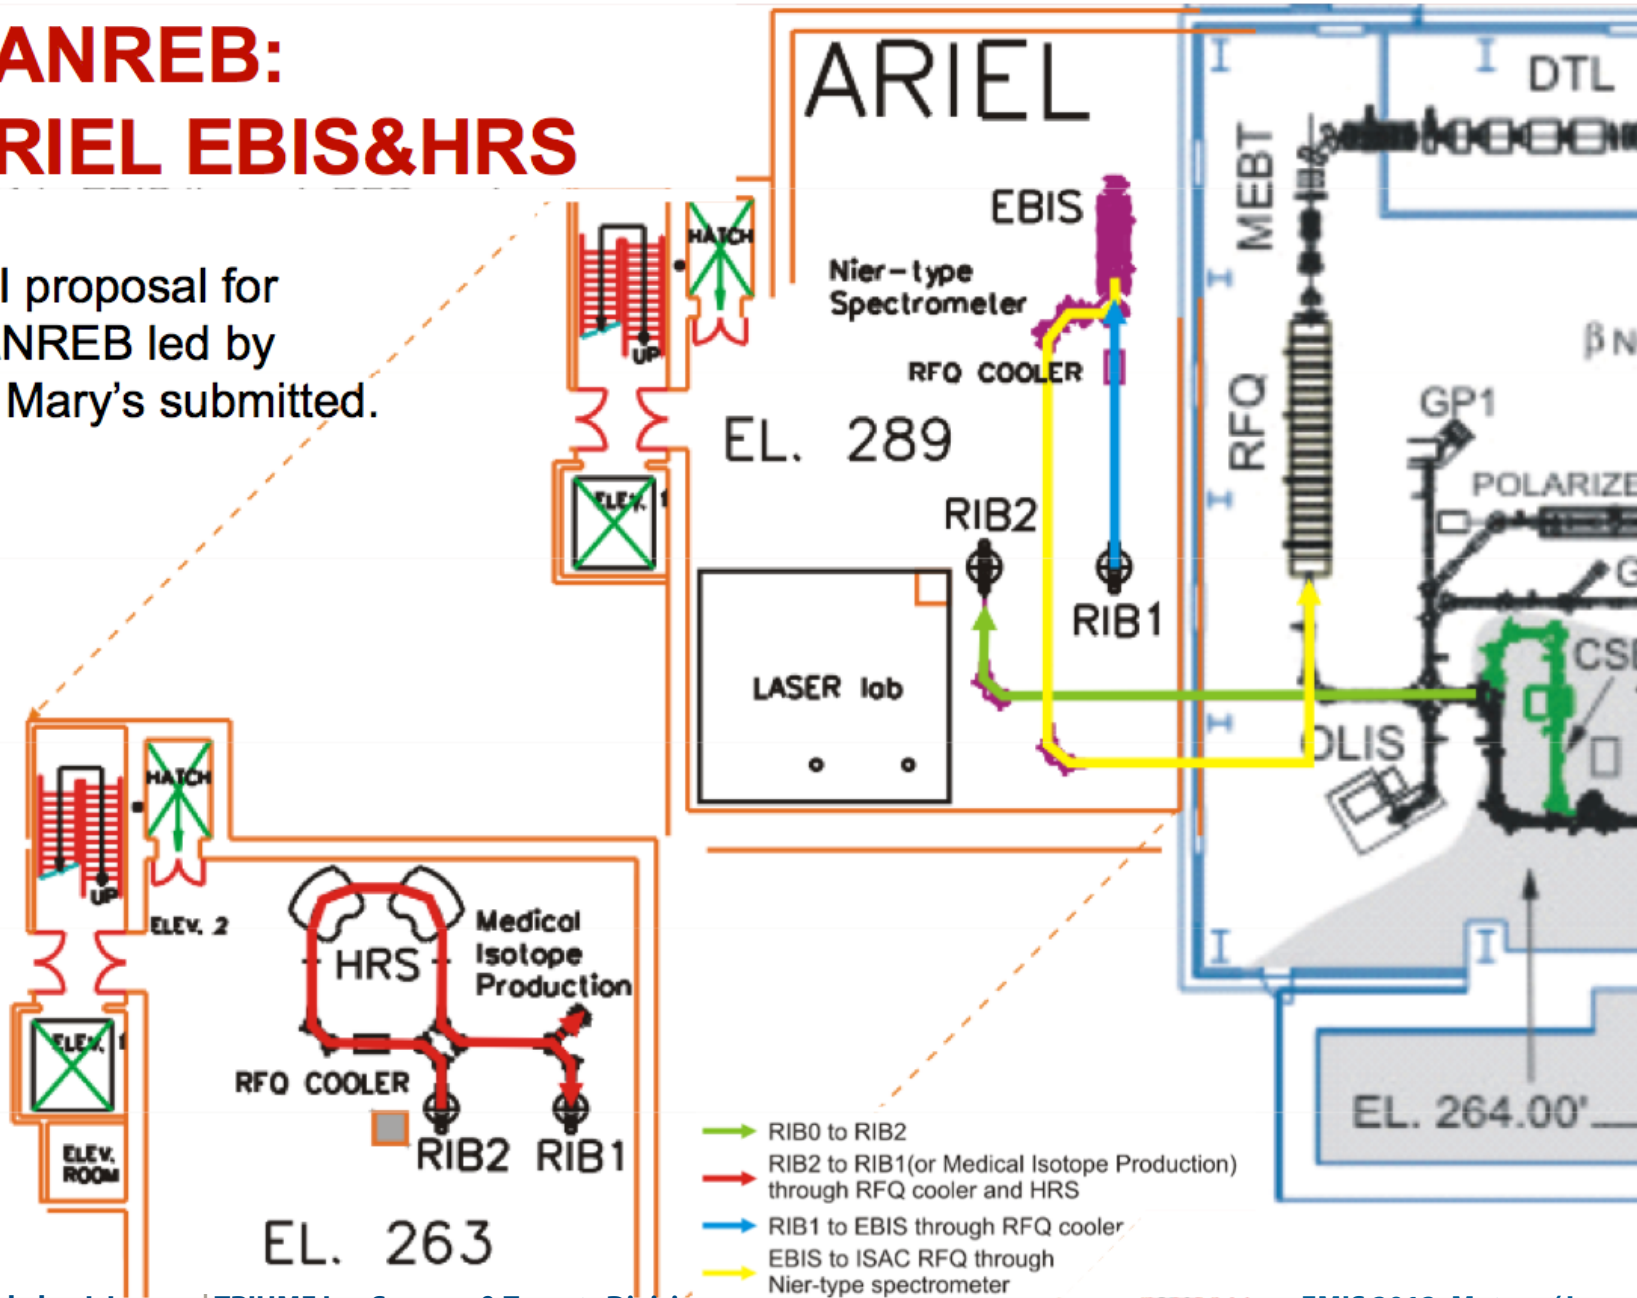 ANREB:
RIEL EBIS&HRS
l proposal for
ANREB led by
Mary's submitted.
ARIEL
DTL
MEBT
EBIS
HATCH
Nier-type
Spectrometer
UP
RFQ COOLER
RFQ
β N
GP1
EL. 289
POLARIZE
ELEV. 1
RIB2
RIB1
G
LASER lab
CSB
OLIS
HATCH
UP
ELEV. 2
HRS
Medical
Isotope
Production
ELEV. 1
RFQ COOLER
RIB2
RIB1
ELEV.
ROOM
EL. 263
EL. 264.00'
RIB0 to RIB2
RIB2 to RIB1(or Medical Isotope Production)
through RFQ cooler and HRS
RIB1 to EBIS through RFQ cooler
EBIS to ISAC RFQ through
Nier-type spectrometer